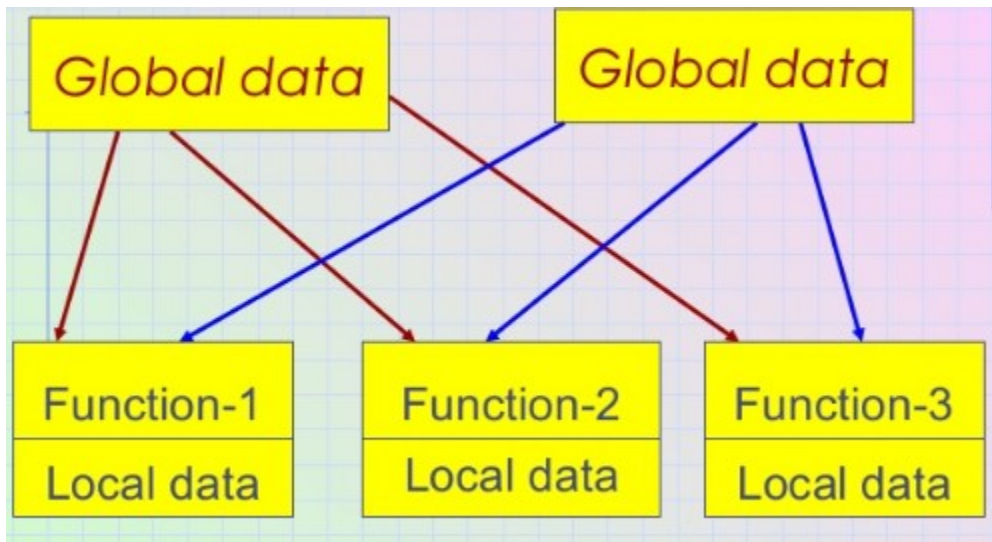 Global data
Global data
Function-1
Local data
Function-2
Local data
Function-3
Local data